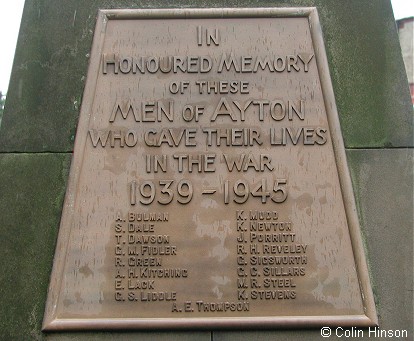 IN
HONOURED MEMORY
OF THESE
MEN OF AYTON
WHO GAVE THEIR LIVES
IN THE WAR
1939 - 1945
A. BULMAN
S. DALE
T. DAWSON
G. W. FIDLER
R. GREEN
A. H. KITCHING
E. LACK
G. S. LIDDLE
K. MUDD
K. NEWTON
J. PORRITT
R. H. REVELEY
G. SIGSWORTH
C. C. SILLARS
M. R. STEEL
K. STEVENS
A. E. THOMPSON
© Colin Hinson